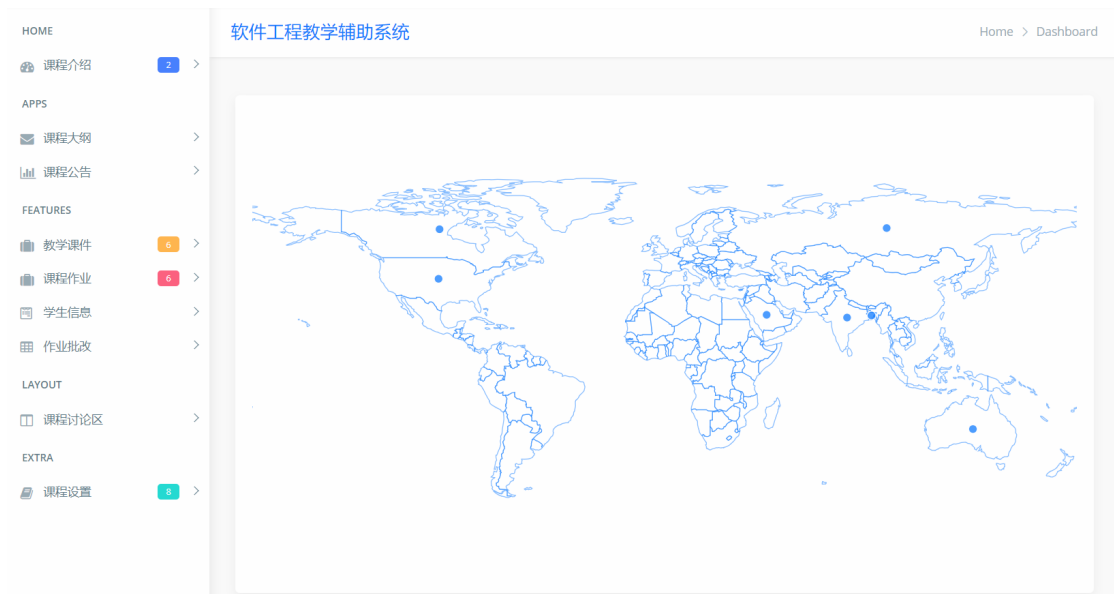 HOME
课程介绍 2
APPS
课程大纲
课程公告
FEATURES
教学课件 6
课程作业 6
学生信息
作业批改
LAYOUT
课程讨论区
EXTRA
课程设置 8
软件工程教学辅助系统
Home > Dashboard